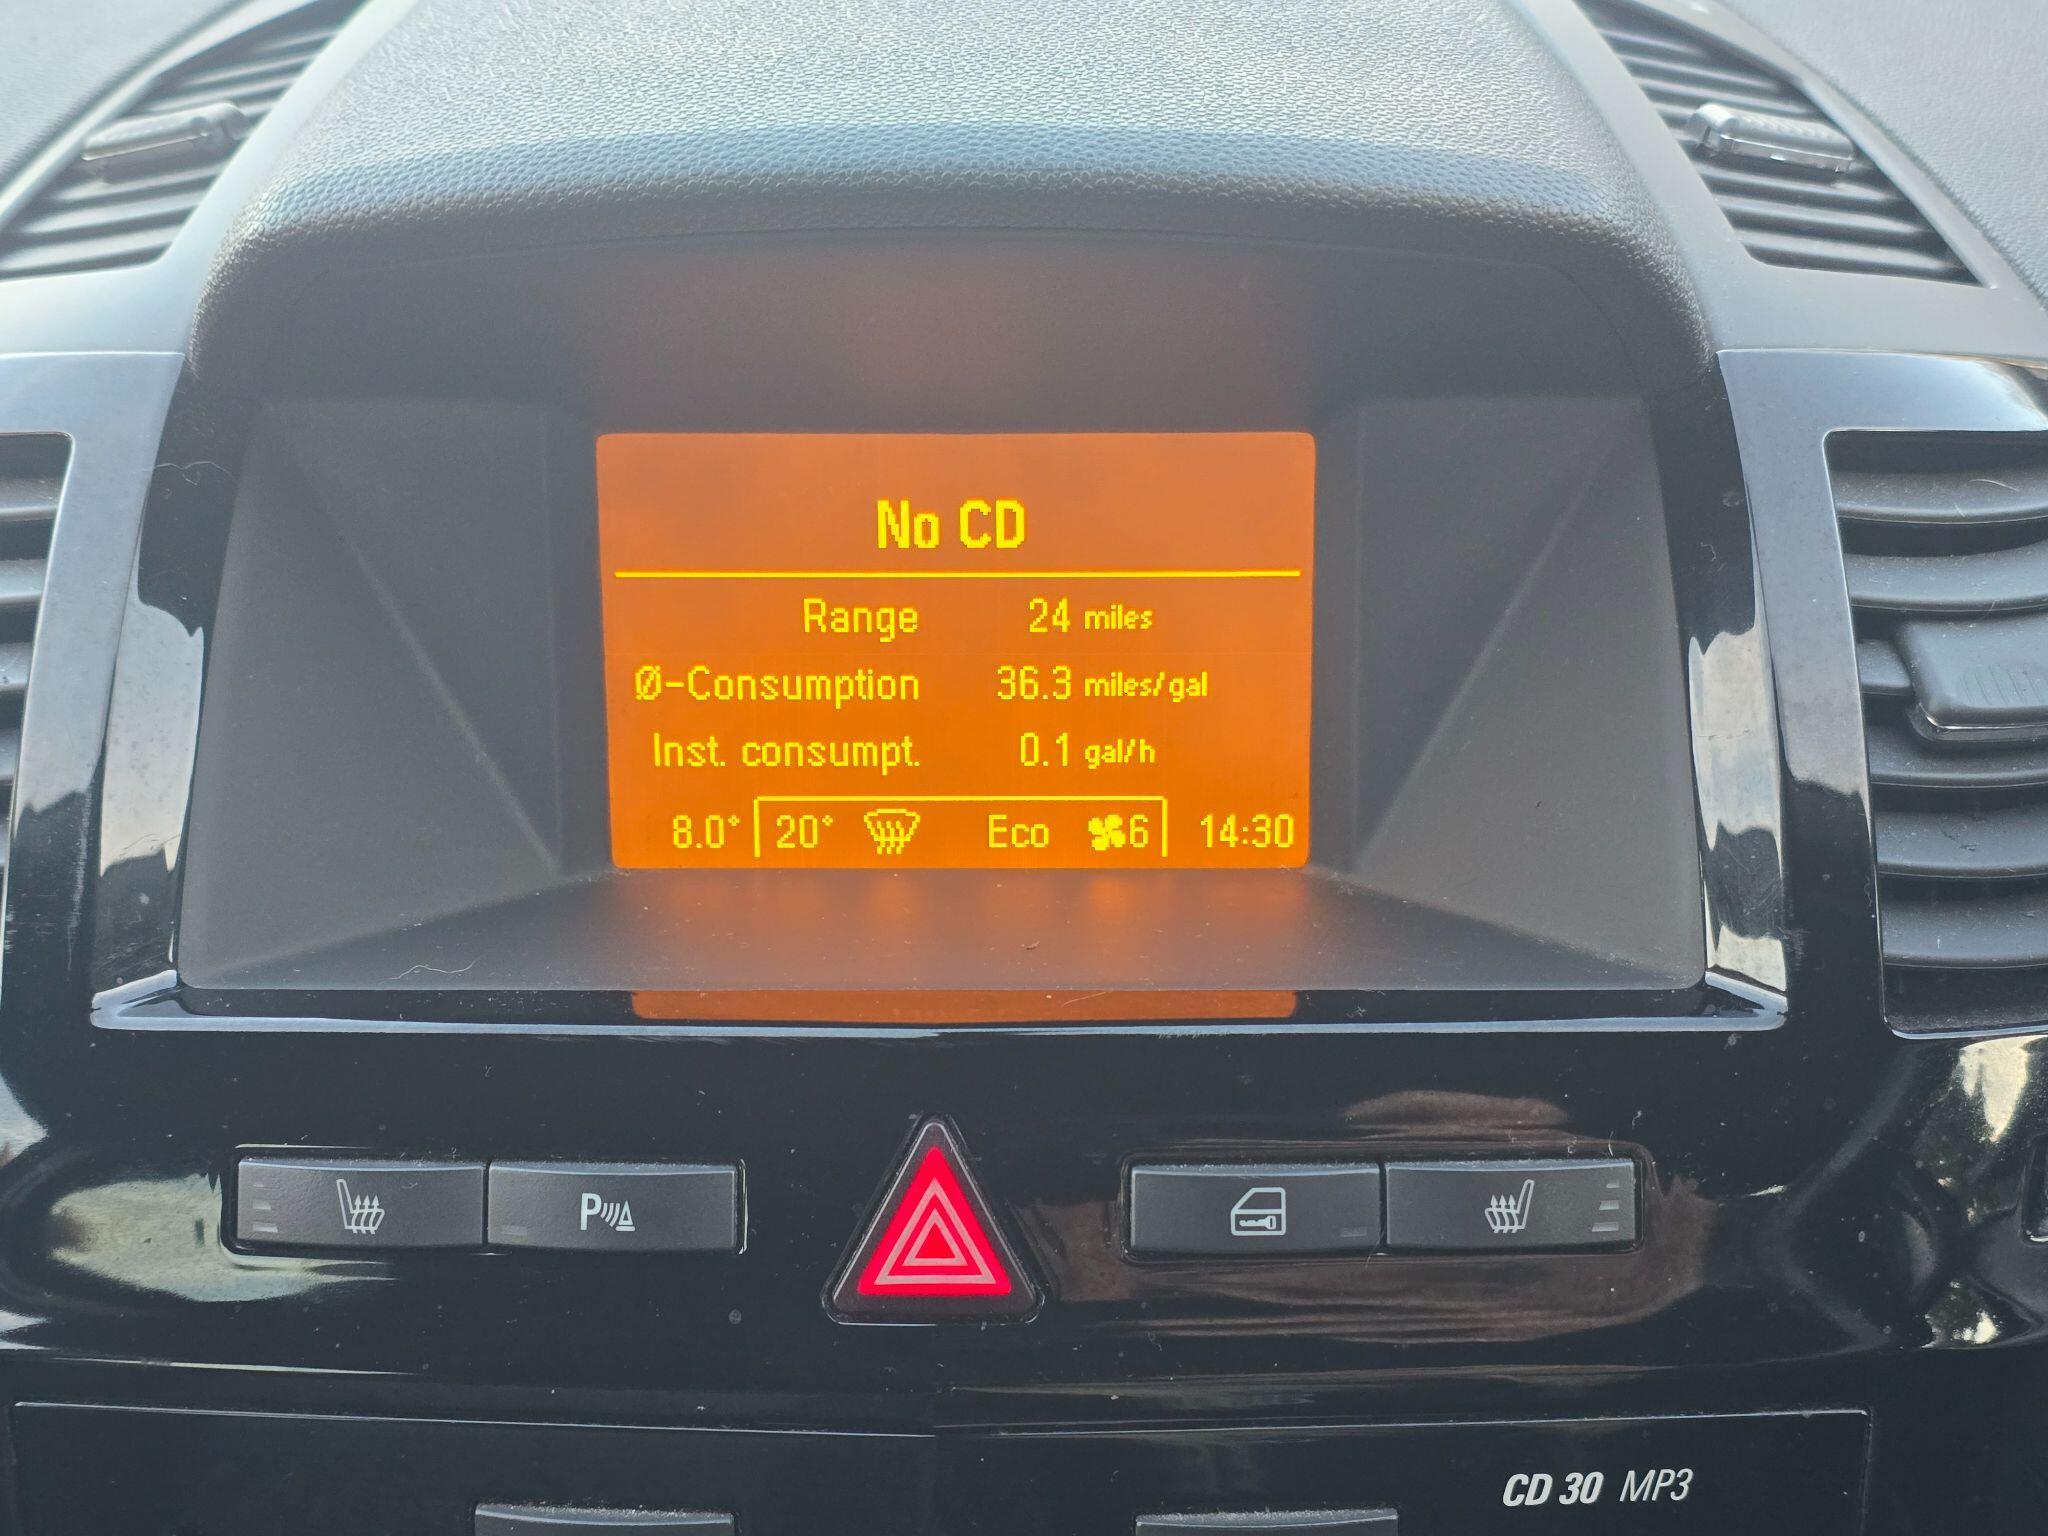 No CD
Range 24 miles
Ø-Consumption 36.3 miles/gal
Inst. consumpt. 0.1 gal/h
8.0° 20° Eco 6 14:30
P
CD 30 MP3